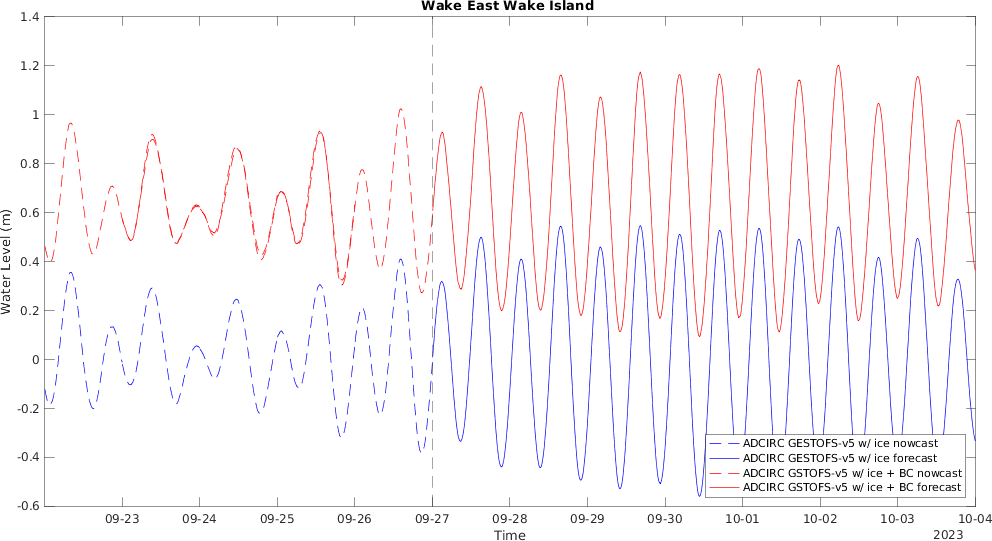 Wake East Wake Island
1.4
1.2
1
0.8
0.6
0.4
0.2
0
-0.2
-0.4
-0.6
Water Level (m)
ADCIRC GESTOFS-v5 w/ ice nowcast
ADCIRC GESTOFS-v5 w/ ice forecast
ADCIRC GSTOFS-v5 w/ ice + BC nowcast
ADCIRC GSTOFS-v5 w/ ice + BC forecast
09-23 09-24 09-25 09-26 09-27 09-28 09-29 09-30 10-01 10-02 10-03 10-04
Time
2023